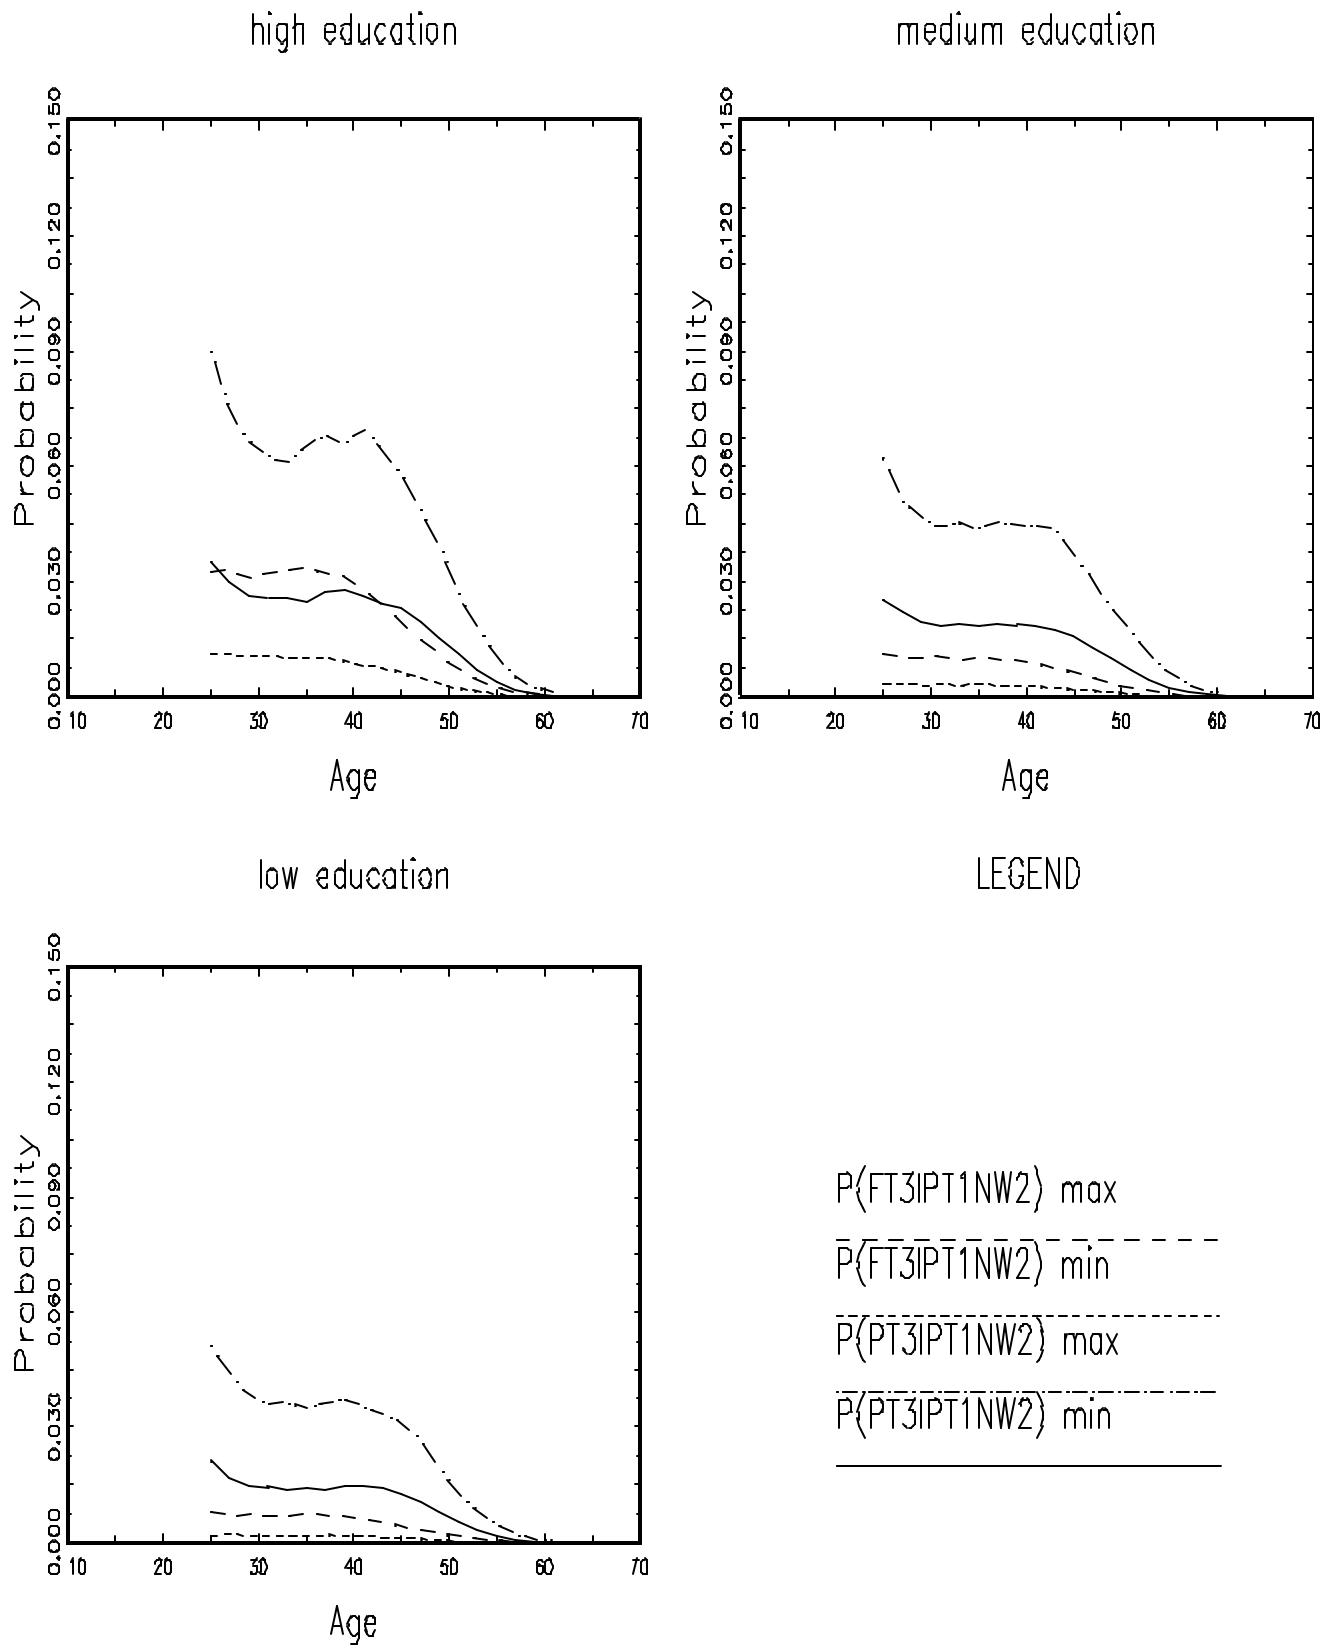 high education
0.150
0.120
0.090
0.060
0.030
0.000
Probability
10 20 30 40 50 60 70
Age
medium education
0.150
0.120
0.090
0.060
0.030
0.000
Probability
10 20 30 40 50 60 70
Age
low education
0.150
0.120
0.090
0.060
0.030
0.000
Probability
10 20 30 40 50 60 70
Age
LEGEND
P(FT3IPT1NW2) max
P(FT3IPT1NW2) min
P(PT3IPT1NW2) max
P(PT3IPT1NW2) min